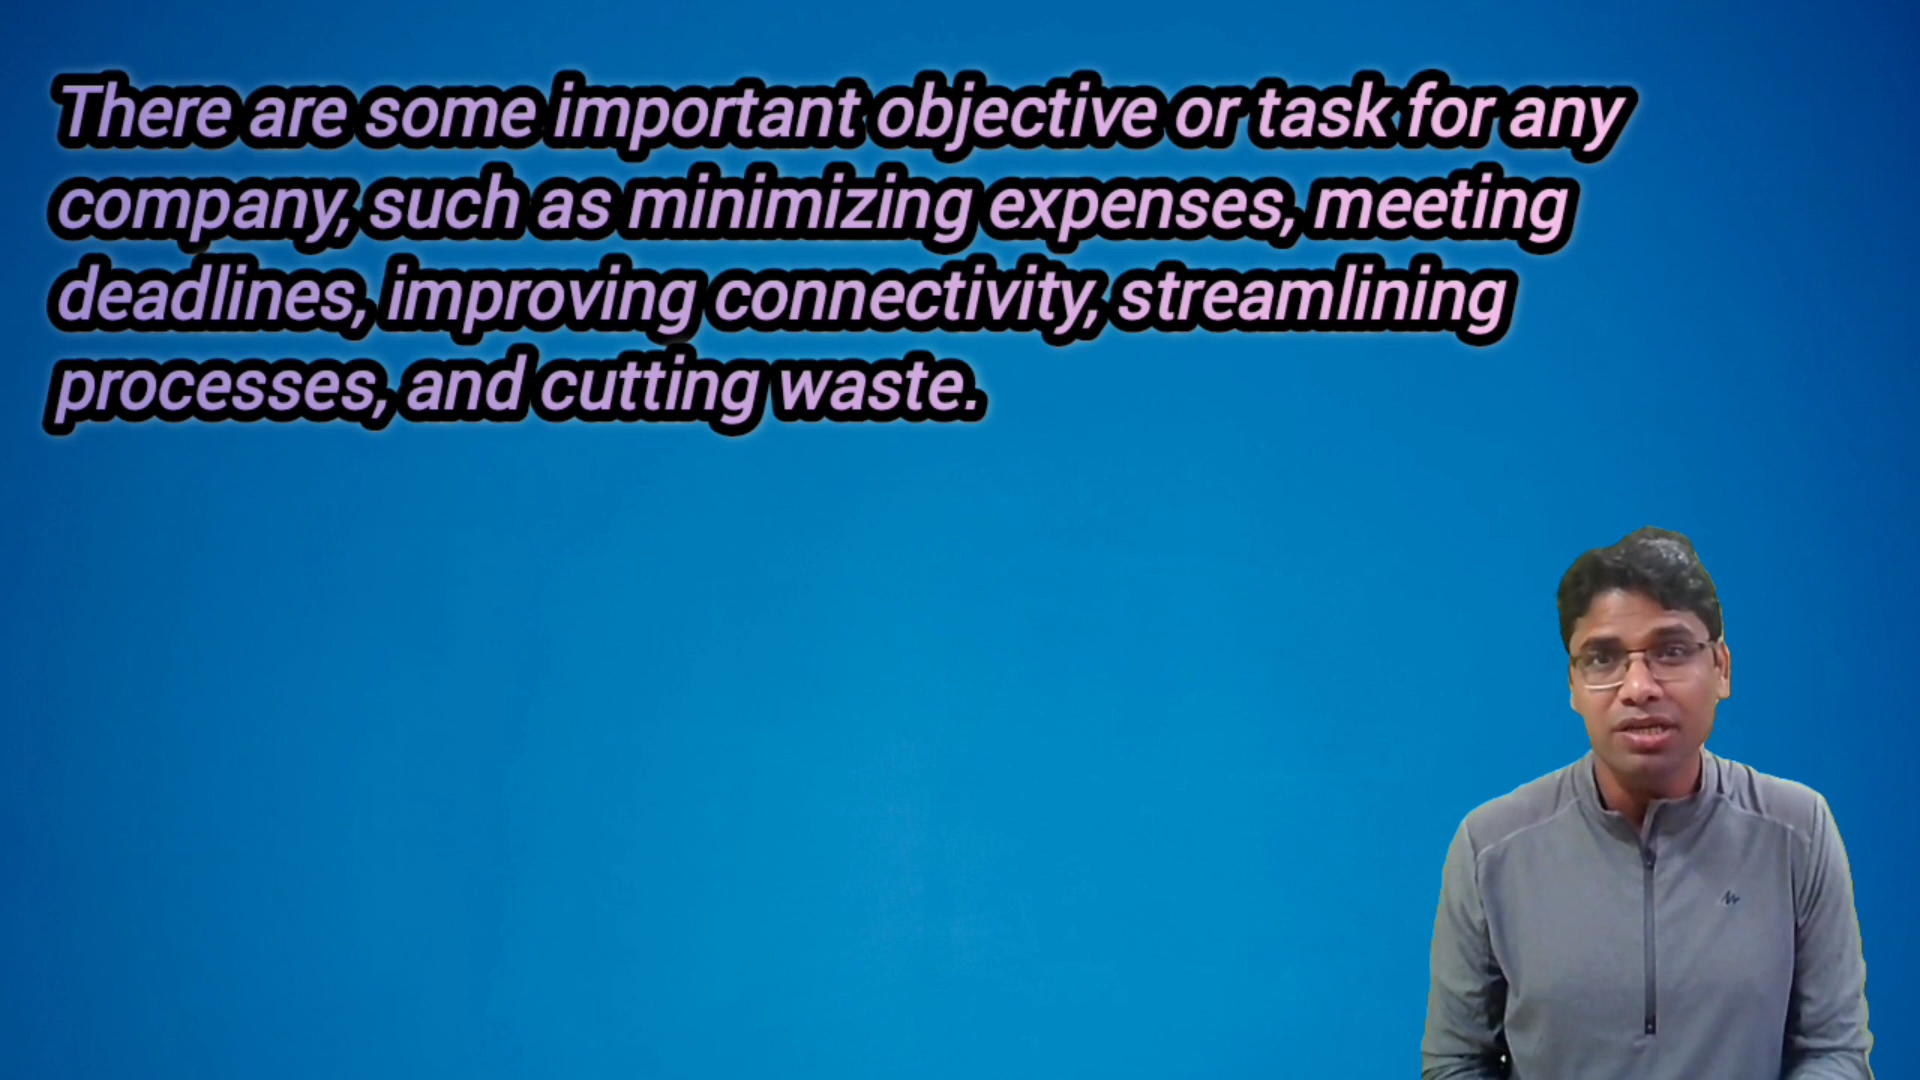 There are some important objective or task for any
company, such as minimizing expenses, meeting
deadlines, improving connectivity, streamlining
processes, and cutting waste.